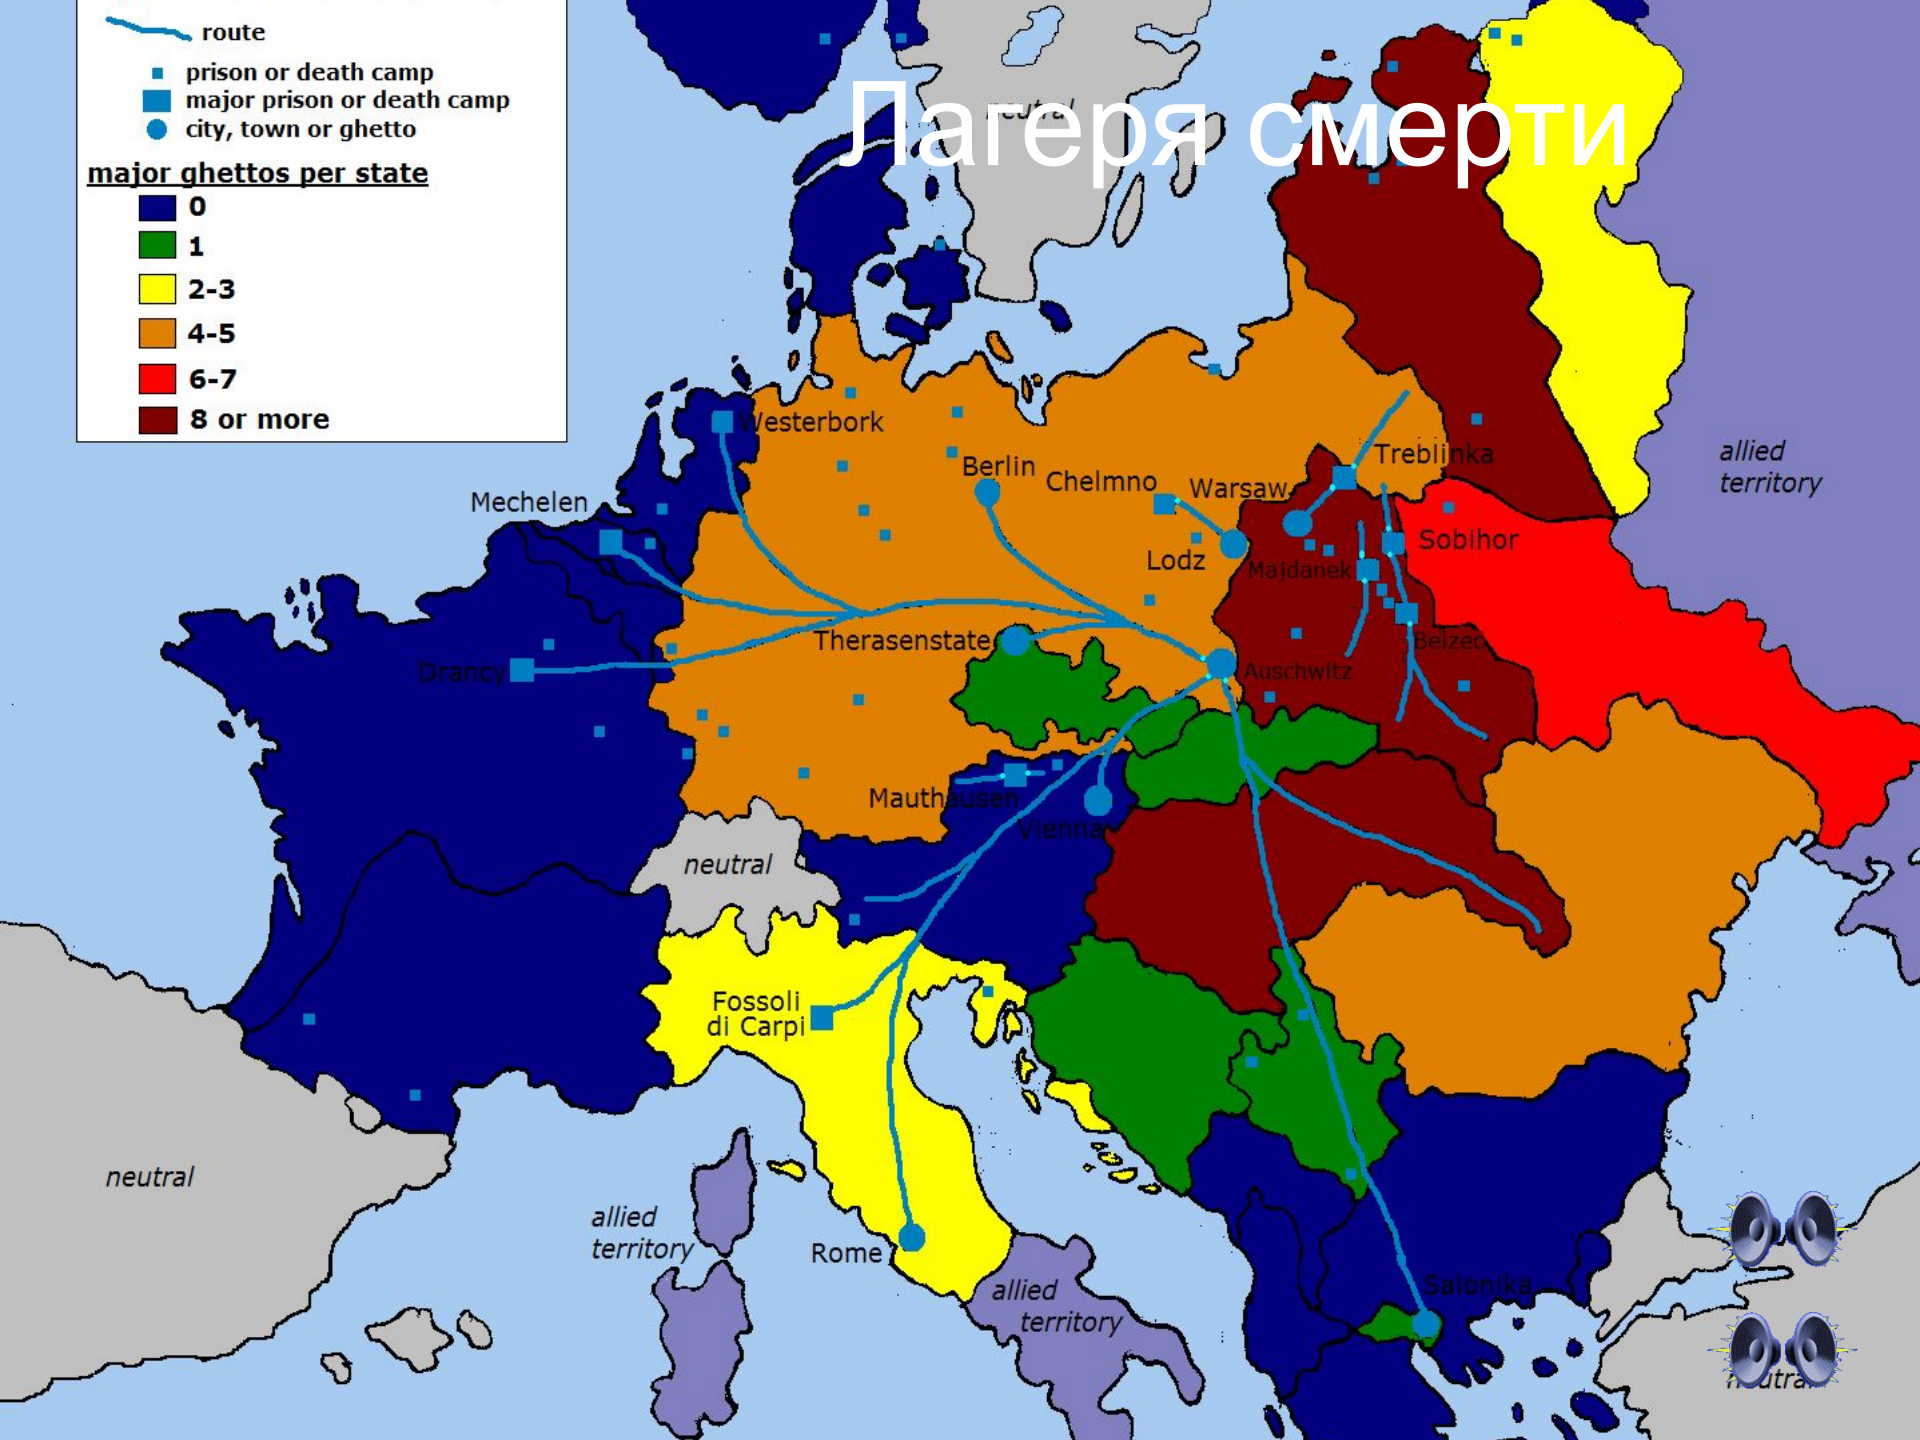 route
prison or death camp
major prison or death camp
city, town or ghetto
major ghettos per state
0
1
2-3
4-5
6-7
8 or more
Лагеря смерти
neutral
Westerbork
Berlin
Chelmno
Warsaw
Treblinka
allied
territory
Mechelen
Sobihor
Lodz
Majdanek
Therasenstate
Belzec
Drancy
Auschwitz
Mauthausen
Vienna
neutral
Fossoli
di Carpi
neutral
allied
territory
Rome
allied
territory
Salonika
neutral